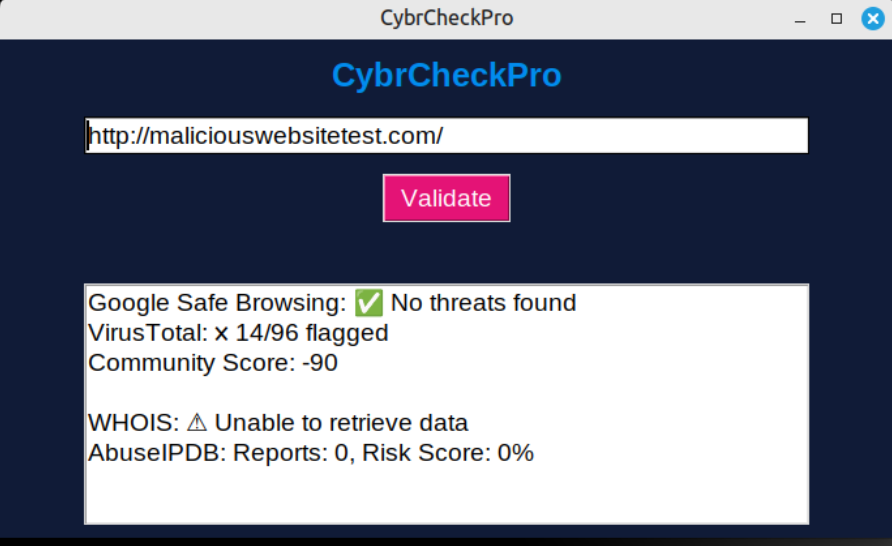 CybrCheckPro
CybrCheckPro
http://maliciouswebsitetest.com/
Validate
Google Safe Browsing: ✅ No threats found
VirusTotal: × 14/96 flagged
Community Score: -90
WHOIS: ⚠ Unable to retrieve data
AbuseIPDB: Reports: 0, Risk Score: 0%